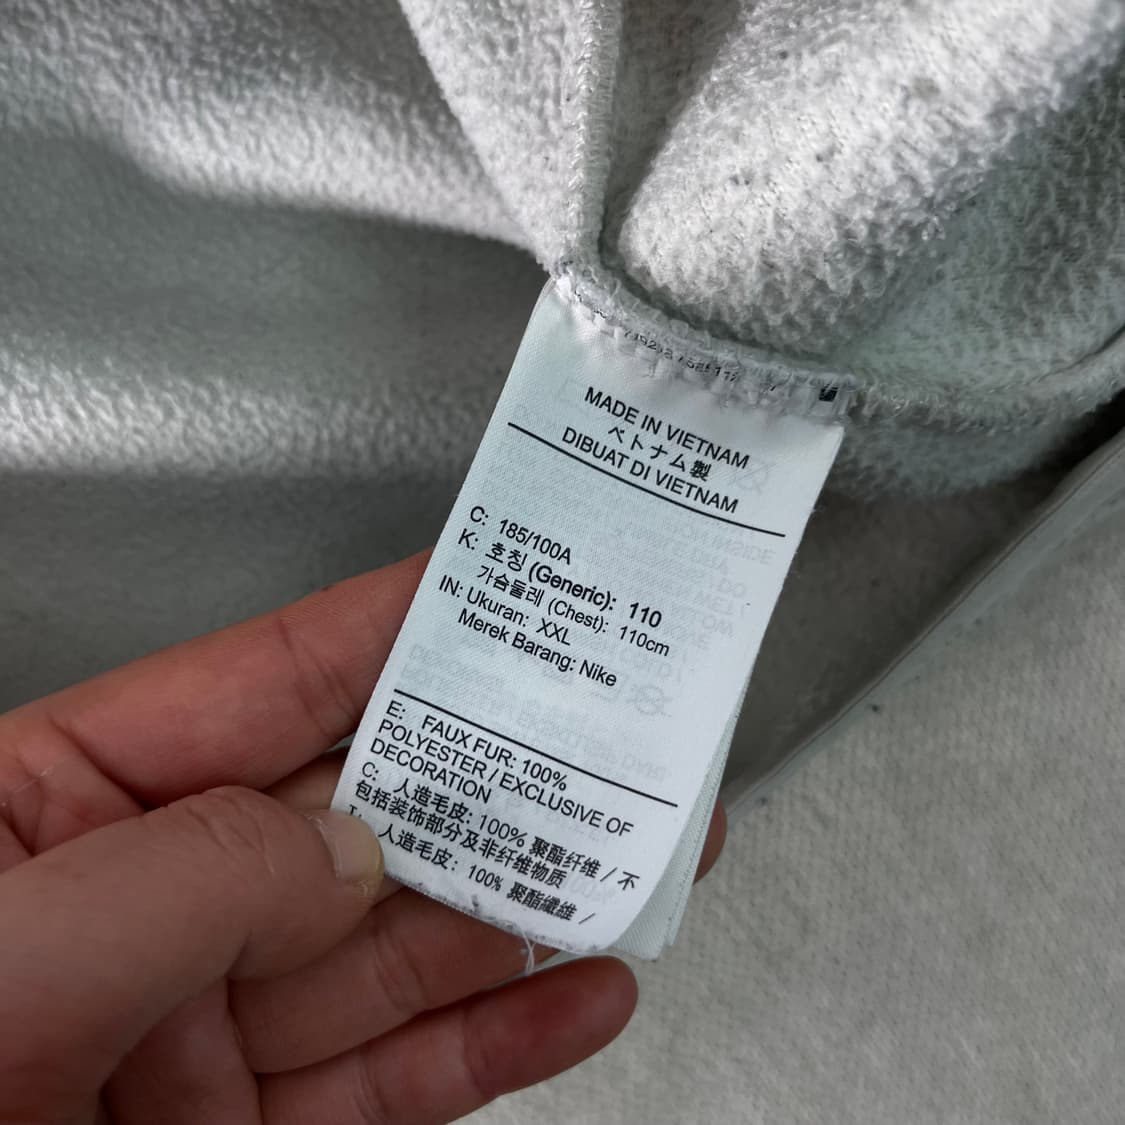 MADE IN VIETNAM
ベトナム製
DIBUAT DI VIETNAM
C: 185/100A
K: 호칭 (Generic): 110
가슴둘레 (Chest): 110cm
IN: Ukuran: XXL
Merek Barang: Nike
E: FAUX FUR: 100%
POLYESTER / EXCLUSIVE OF
DECORATION
C: 人造毛皮: 100% 聚酯纤维 / 不
包括装饰部分及非纤维物质
T: 人造毛皮: 100% 聚酯纖維 /